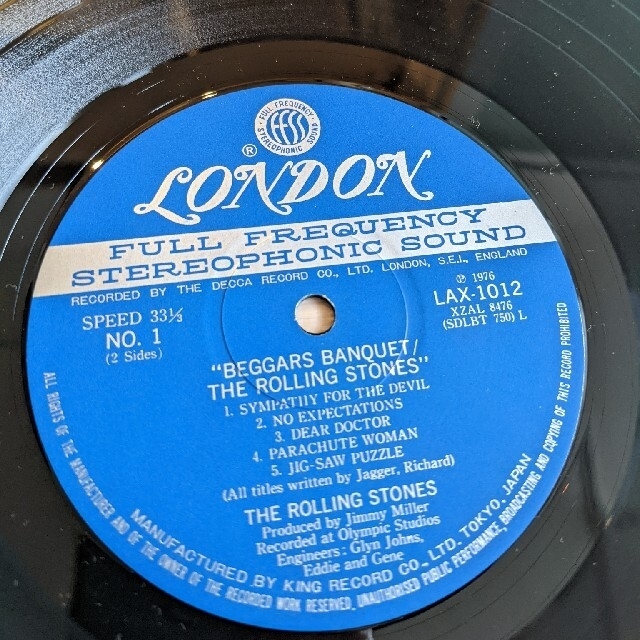 FULL FREQUENCY
ffss
STEREOPHONIC SOUND
® LONDON
FULL FREQUENCY
STEREOPHONIC SOUND
RECORDED BY THE DECCA RECORD CO., LTD. LONDON, S.E.I., ENGLAND
SPEED 33⅓
NO. 1
(2 Sides)
℗ 1976
LAX-1012
XZAL 8476
(SDLBT 750) L
"BEGGARS BANQUET/
THE ROLLING STONES"
1. SYMPATHY FOR THE DEVIL
2. NO EXPECTATIONS
3. DEAR DOCTOR
4. PARACHUTE WOMAN
5. JIG-SAW PUZZLE
(All titles written by Jagger, Richard)
THE ROLLING STONES
Produced by Jimmy Miller
Recorded at Olympic Studios
Engineers: Glyn Johns,
Eddie and Gene
MANUFACTURED BY KING RECORD CO., LTD, TOKYO, JAPAN
ALL RIGHTS OF THE MANUFACTURER AND OF THE OWNER OF THE RECORDED WORK RESERVED, UNAUTHORISED PUBLIC PERFORMANCE, BROADCASTING AND COPYING OF THIS RECORD PROHIBITED